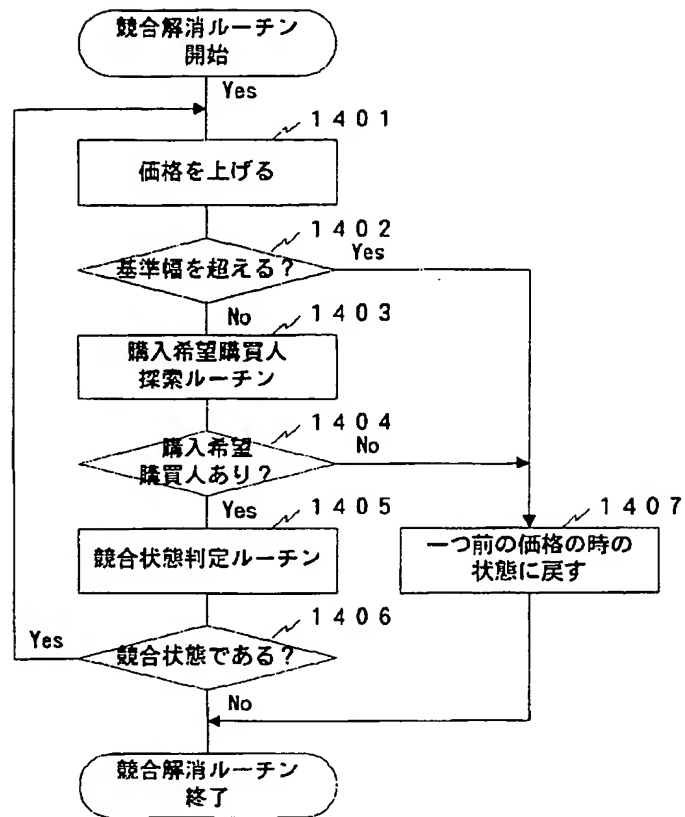 競合解消ルーチン
開始
Yes
1401
価格を上げる
1402
基準幅を超える?
Yes
No
1403
購入希望購買人
探索ルーチン
1404
購入希望
購買人あり?
No
Yes
1405
競合状態判定ルーチン
1407
一つ前の価格の時の
状態に戻す
1406
競合状態である?
Yes
No
競合解消ルーチン
終了